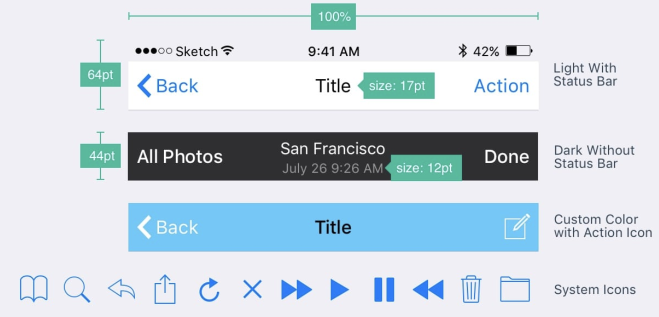 100%
Sketch 9:41 AM 42%
64pt Back Title size: 17pt Action
Light With
Status Bar
44pt All Photos San Francisco Done
July 26 9:26 AM size: 12pt
Dark Without
Status Bar
Back Title
Custom Color
with Action Icon
System Icons